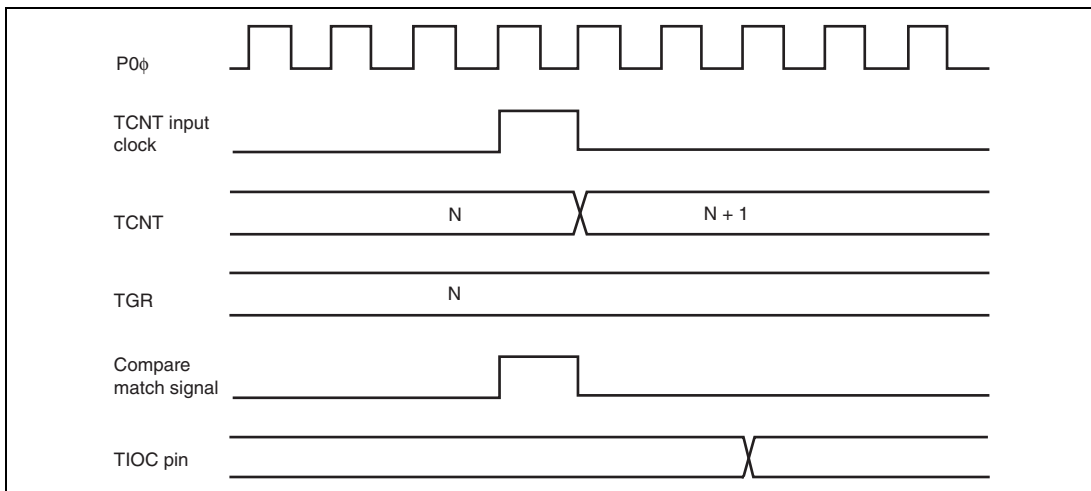 P0ϕ
TCNT input
clock
TCNT
N
N + 1
TGR
N
Compare
match signal
TIOC pin